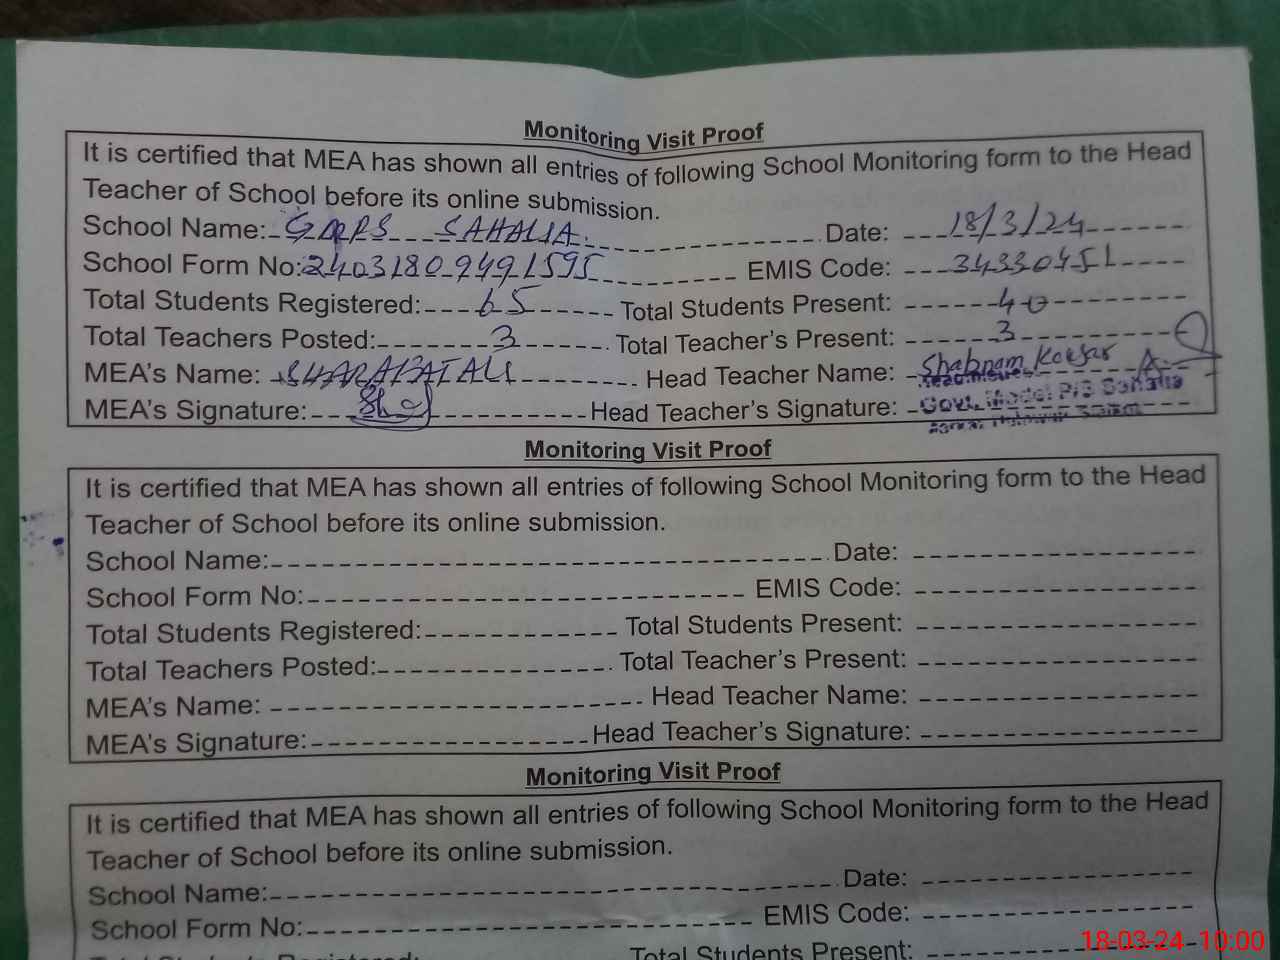 Monitoring Visit Proof
It is certified that MEA has shown all entries of following School Monitoring form to the Head
Teacher of School before its online submission.
School Name: SAHALIA. Date: 18/3/24
School Form No: 24031809491595 EMIS Code: 34330451
Total Students Registered: 65 Total Students Present: 40
Total Teachers Posted: 3 Total Teacher's Present: 3
MEA's Name: SHARAFAT ALI Head Teacher Name: Shabnam Kousar
MEA's Signature: Head Teacher's Signature:
Govt. Model P/S Sahalia
Monitoring Visit Proof
It is certified that MEA has shown all entries of following School Monitoring form to the Head
Teacher of School before its online submission.
School Name: Date:
School Form No: EMIS Code:
Total Students Registered: Total Students Present:
Total Teachers Posted: Total Teacher's Present:
MEA's Name: Head Teacher Name:
MEA's Signature: Head Teacher's Signature:
Monitoring Visit Proof
It is certified that MEA has shown all entries of following School Monitoring form to the Head
Teacher of School before its online submission.
School Name: Date:
School Form No: EMIS Code:
Total Students Present:
18-03-24 10:00